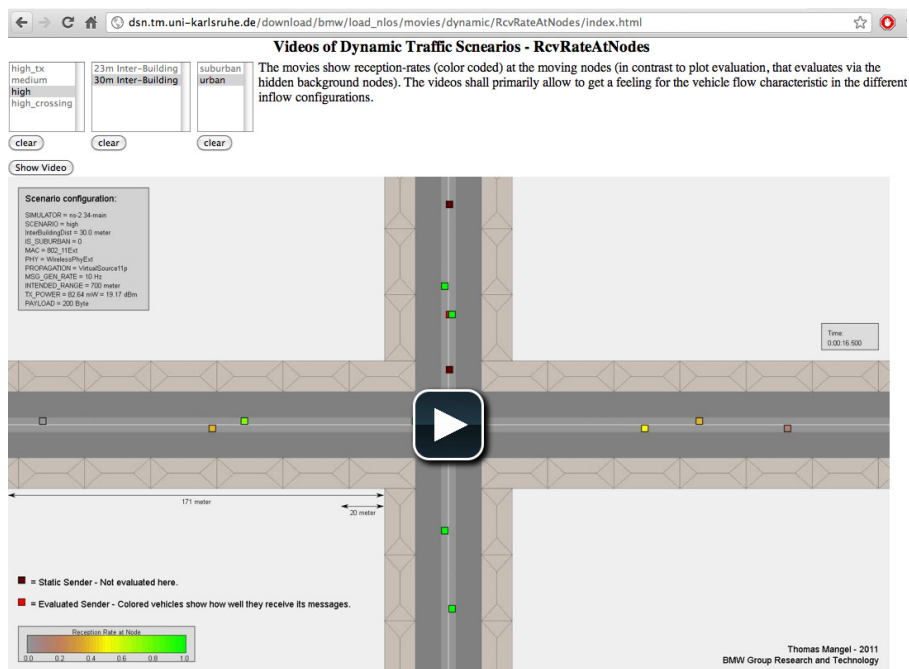 dsn.tm.uni-karlsruhe.de/download/bmw/load_nlos/movies/dynamic/RcvRateAtNodes/index.html
Videos of Dynamic Traffic Scnearios - RcvRateAtNodes
high_tx
medium
high
high_crossing
23m Inter-Building
30m Inter-Building
suburban
urban
The movies show reception-rates (color coded) at the moving nodes (in contrast to plot evaluation, that evaluates via the
hidden background nodes). The videos shall primarily allow to get a feeling for the vehicle flow characteristic in the different
inflow configurations.
clear
clear
clear
Show Video
Scenario configuration:
SIMULATOR = ns-2.34-main
SCENARIO = high
InterBuildingDist = 30.0 meter
IS_SUBURBAN = 0
MAC = 802_11Ext
PHY = WirelessPhyExt
PROPAGATION = VirtualSource11p
MSG_GEN_RATE = 10 Hz
INTENDED_RANGE = 700 meter
TX_POWER = 82.64 mW = 19.17 dBm
PAYLOAD = 200 Byte
Time:
0:00:16.500
171 meter
20 meter
= Static Sender - Not evaluated here.
= Evaluated Sender - Colored vehicles show how well they receive its messages.
Reception Rate at Node
0.0 0.2 0.4 0.6 0.8 1.0
Thomas Mangel - 2011
BMW Group Research and Technology